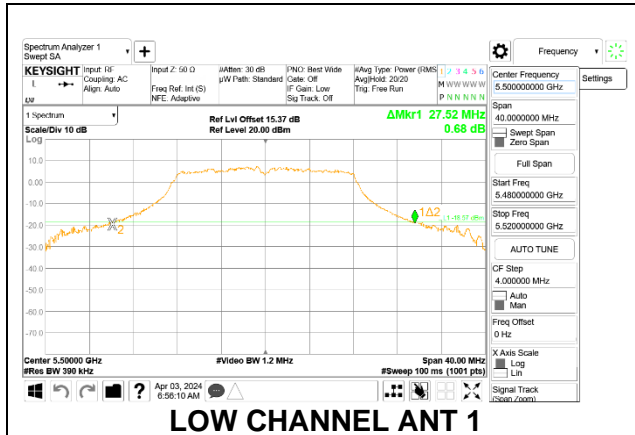 Spectrum Analyzer 1
Swept SA
Frequency
KEYSIGHT
Input: RF
Coupling: AC
Align: Auto
Input Z: 50 Ω
Freq Ref: Int (S)
NFE: Adaptive
#Atten: 30 dB
µW Path: Standard
PNO: Best Wide
Gate: Off
IF Gain: Low
Sig Track: Off
#Avg Type: Power (RMS
Avg|Hold: 20/20
Trig: Free Run
1 2 3 4 5 6
M W W W W W
P N N N N N
Center Frequency
5.500000000 GHz
Settings
1 Spectrum
Scale/Div 10 dB
Log
Ref Lvl Offset 15.37 dB
Ref Level 20.00 dBm
ΔMkr1 27.52 MHz
0.68 dB
Span
40.0000000 MHz
Swept Span
Zero Span
Full Span
Start Freq
5.480000000 GHz
Stop Freq
5.520000000 GHz
AUTO TUNE
CF Step
4.000000 MHz
Auto
Man
Freq Offset
0 Hz
X Axis Scale
Log
Lin
Signal Track
(Span Zoom)
10.0
0.00
-10.0
-20.0
-30.0
-40.0
-50.0
-60.0
-70.0
X2
1Δ2
Center 5.50000 GHz
#Res BW 390 kHz
#Video BW 1.2 MHz
Span 40.00 MHz
#Sweep 100 ms (1001 pts)
Apr 03, 2024
6:56:10 AM
LOW CHANNEL ANT 1